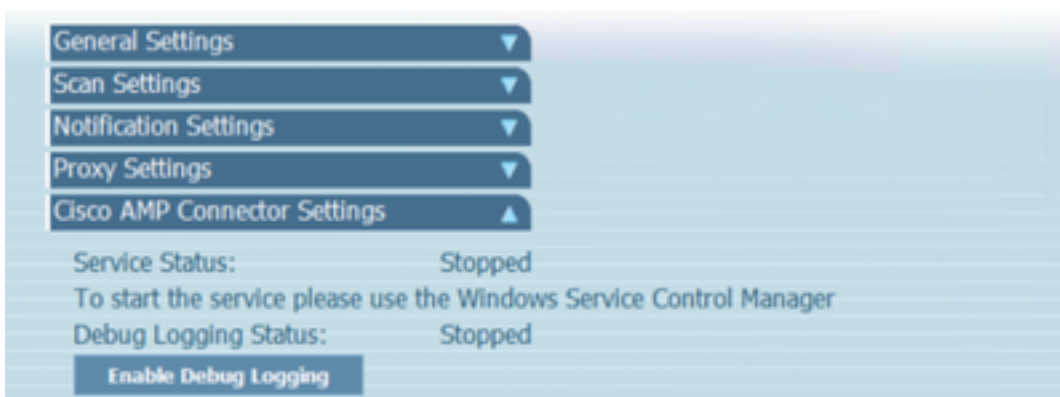 General Settings
Scan Settings
Notification Settings
Proxy Settings
Cisco AMP Connector Settings
Service Status: Stopped
To start the service please use the Windows Service Control Manager
Debug Logging Status: Stopped
Enable Debug Logging